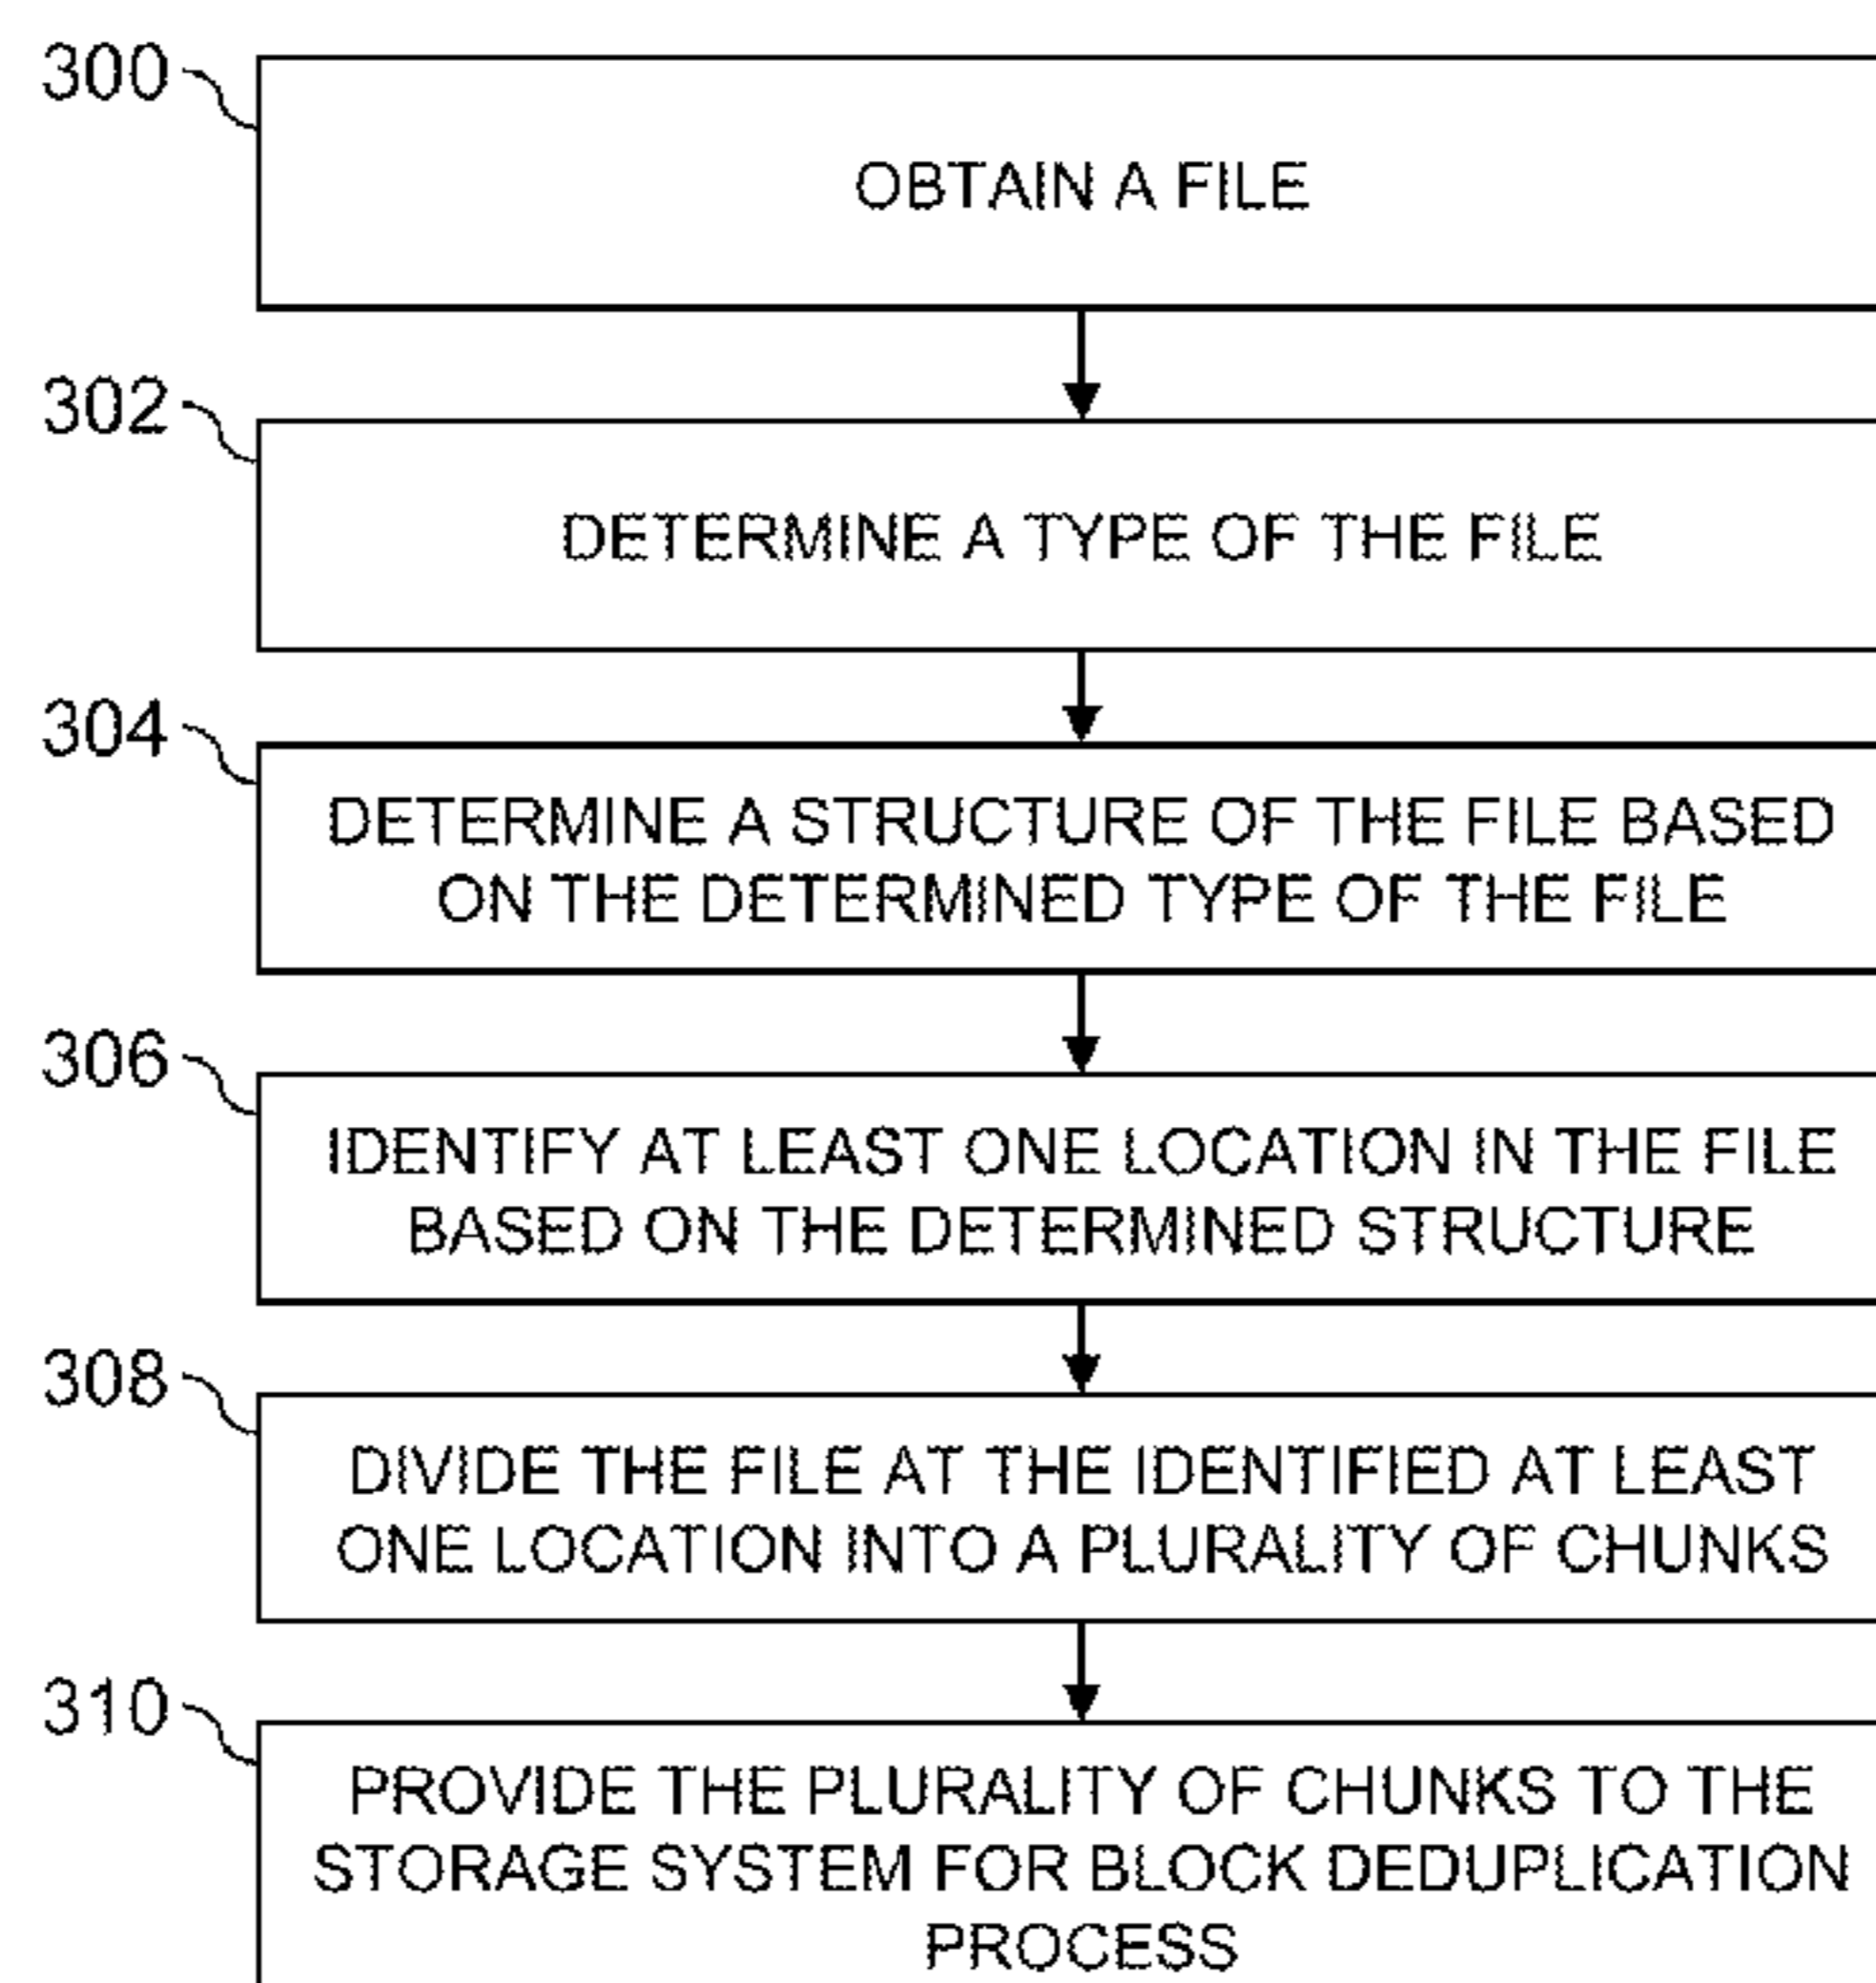 300
OBTAIN A FILE
302
DETERMINE A TYPE OF THE FILE
304
DETERMINE A STRUCTURE OF THE FILE BASED
ON THE DETERMINED TYPE OF THE FILE
306
IDENTIFY AT LEAST ONE LOCATION IN THE FILE
BASED ON THE DETERMINED STRUCTURE
308
DIVIDE THE FILE AT THE IDENTIFIED AT LEAST
ONE LOCATION INTO A PLURALITY OF CHUNKS
310
PROVIDE THE PLURALITY OF CHUNKS TO THE
STORAGE SYSTEM FOR BLOCK DEDUPLICATION
PROCESS